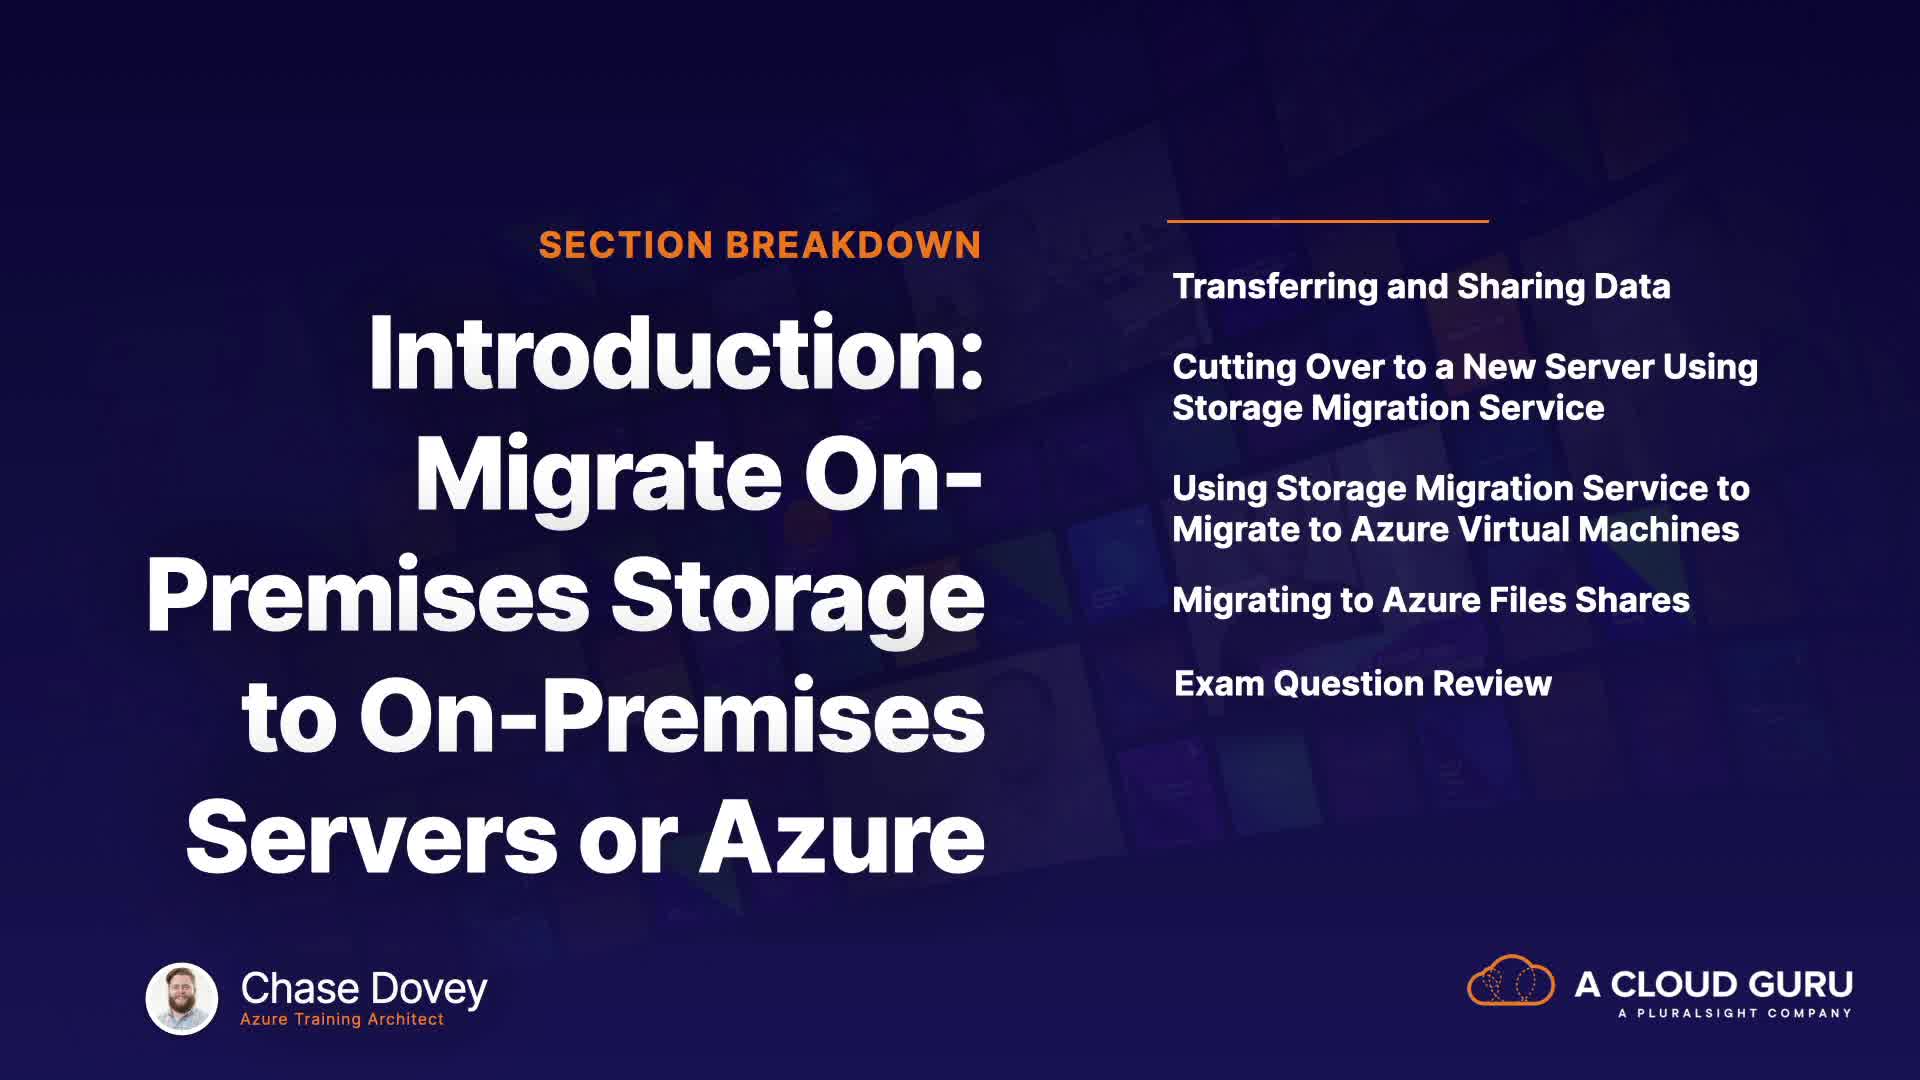 SECTION BREAKDOWN
Introduction:
Migrate On-
Premises Storage
to On-Premises
Servers or Azure
Transferring and Sharing Data
Cutting Over to a New Server Using
Storage Migration Service
Using Storage Migration Service to
Migrate to Azure Virtual Machines
Migrating to Azure Files Shares
Exam Question Review
Chase Dovey
Azure Training Architect
A CLOUD GURU
A PLURALSIGHT COMPANY